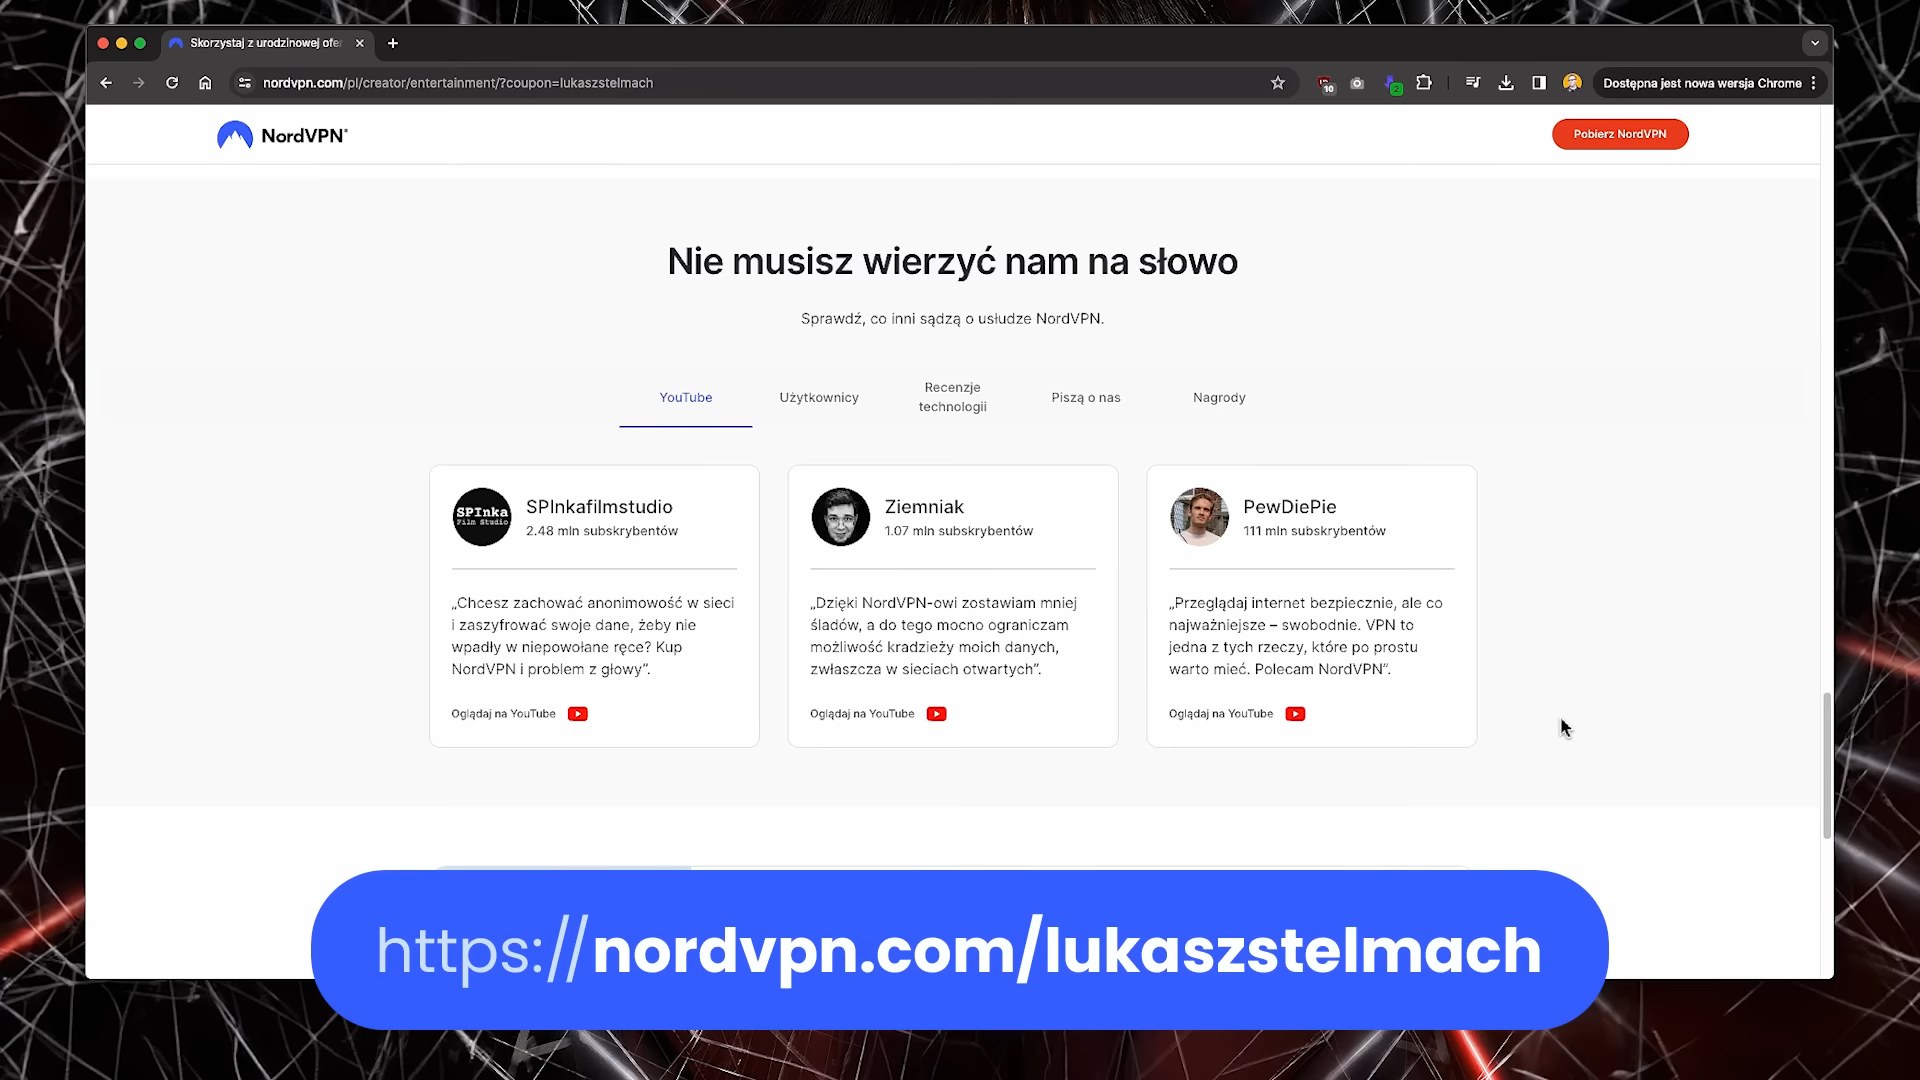 Skorzystaj z urodzinowej ofer
nordvpn.com/pl/creator/entertainment/?coupon=lukaszstelmach
10
2
Dostępna jest nowa wersja Chrome
NordVPN®
Pobierz NordVPN
Nie musisz wierzyć nam na słowo
Sprawdź, co inni sądzą o usłudze NordVPN.
YouTube
Użytkownicy
Recenzje
technologii
Piszą o nas
Nagrody
SPInka
Film Studio
SPInkafilmstudio
2.48 mln subskrybentów
„Chcesz zachować anonimowość w sieci
i zaszyfrować swoje dane, żeby nie
wpadły w niepowołane ręce? Kup
NordVPN i problem z głowy”.
Oglądaj na YouTube
Ziemniak
1.07 mln subskrybentów
„Dzięki NordVPN-owi zostawiam mniej
śladów, a do tego mocno ograniczam
możliwość kradzieży moich danych,
zwłaszcza w sieciach otwartych”.
Oglądaj na YouTube
PewDiePie
111 mln subskrybentów
„Przeglądaj internet bezpiecznie, ale co
najważniejsze – swobodnie. VPN to
jedna z tych rzeczy, które po prostu
warto mieć. Polecam NordVPN”.
Oglądaj na YouTube
https://nordvpn.com/lukaszstelmach